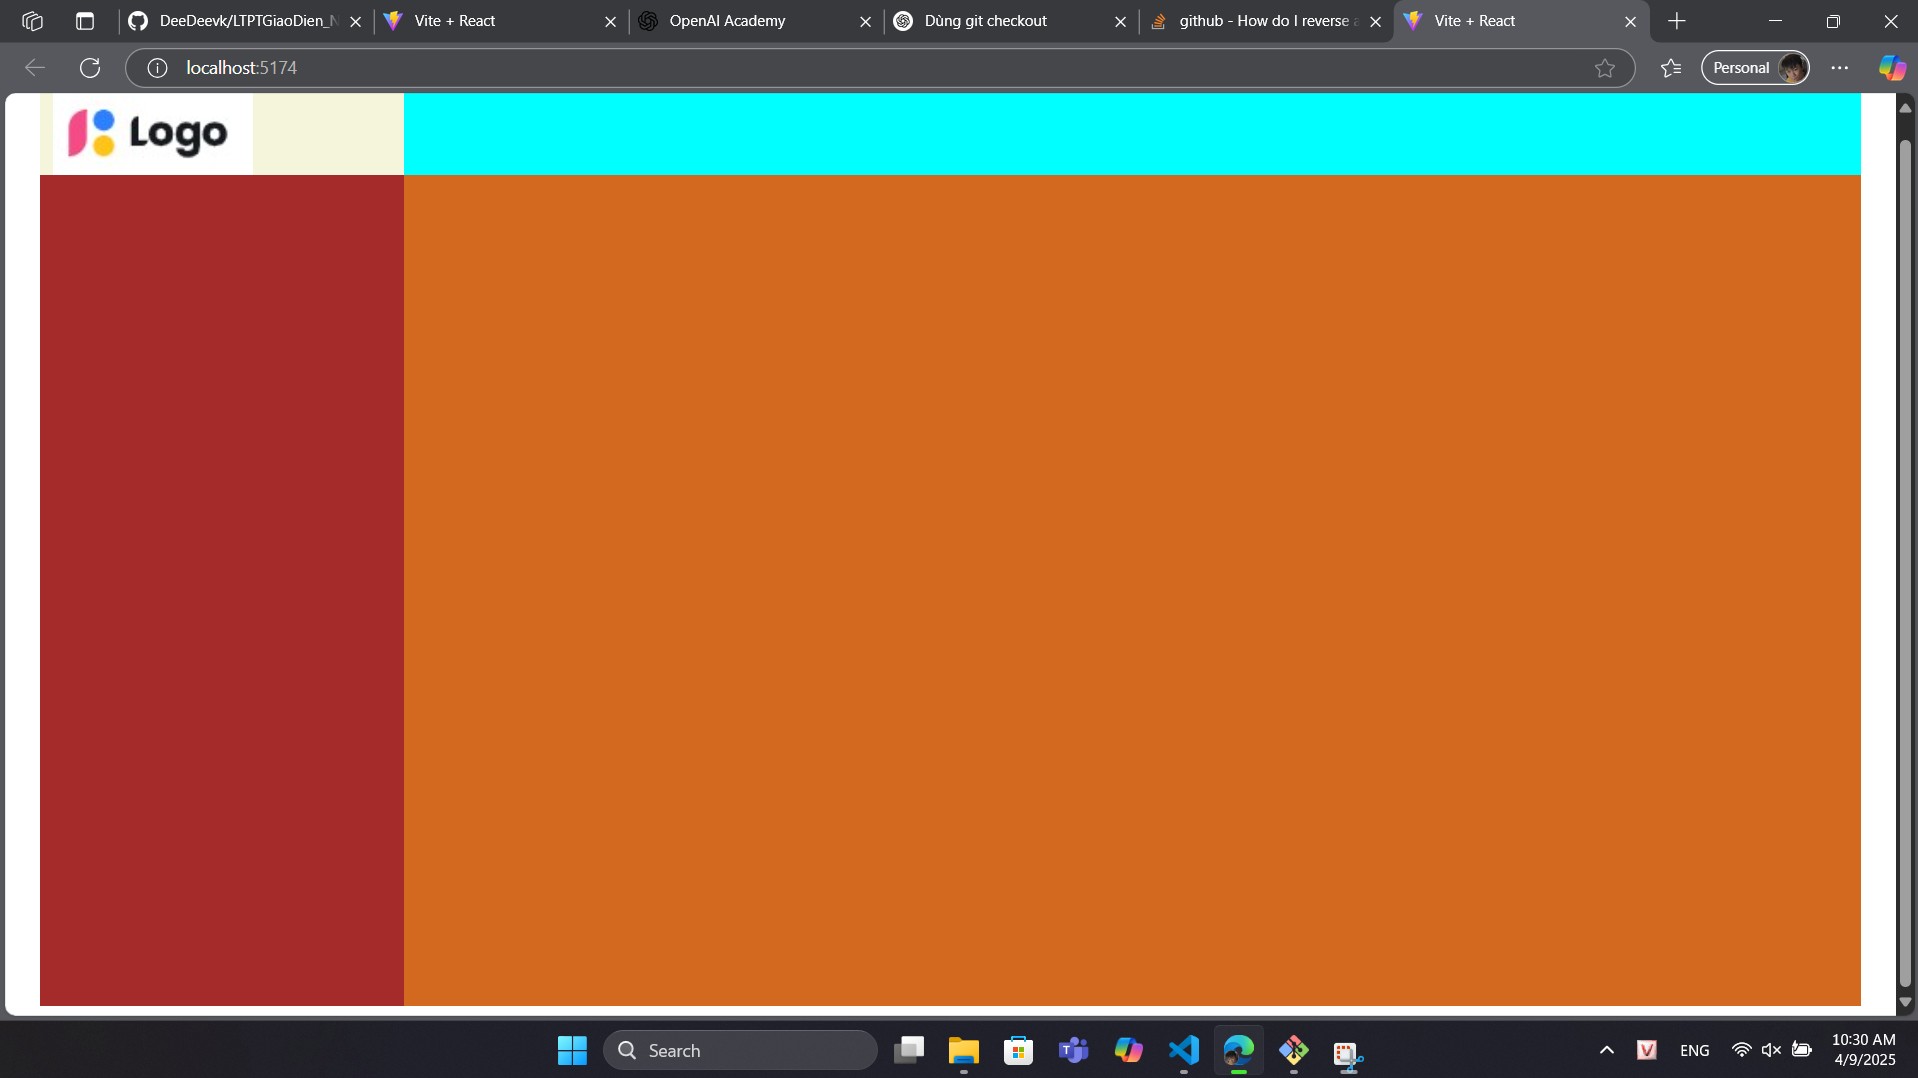 DeeDeevk/LTPTGiaoDien_N
Vite + React
OpenAI Academy
Dùng git checkout
github - How do I reverse a
Vite + React
localhost:5174
Personal
Logo
Search
ENG
10:30 AM
4/9/2025